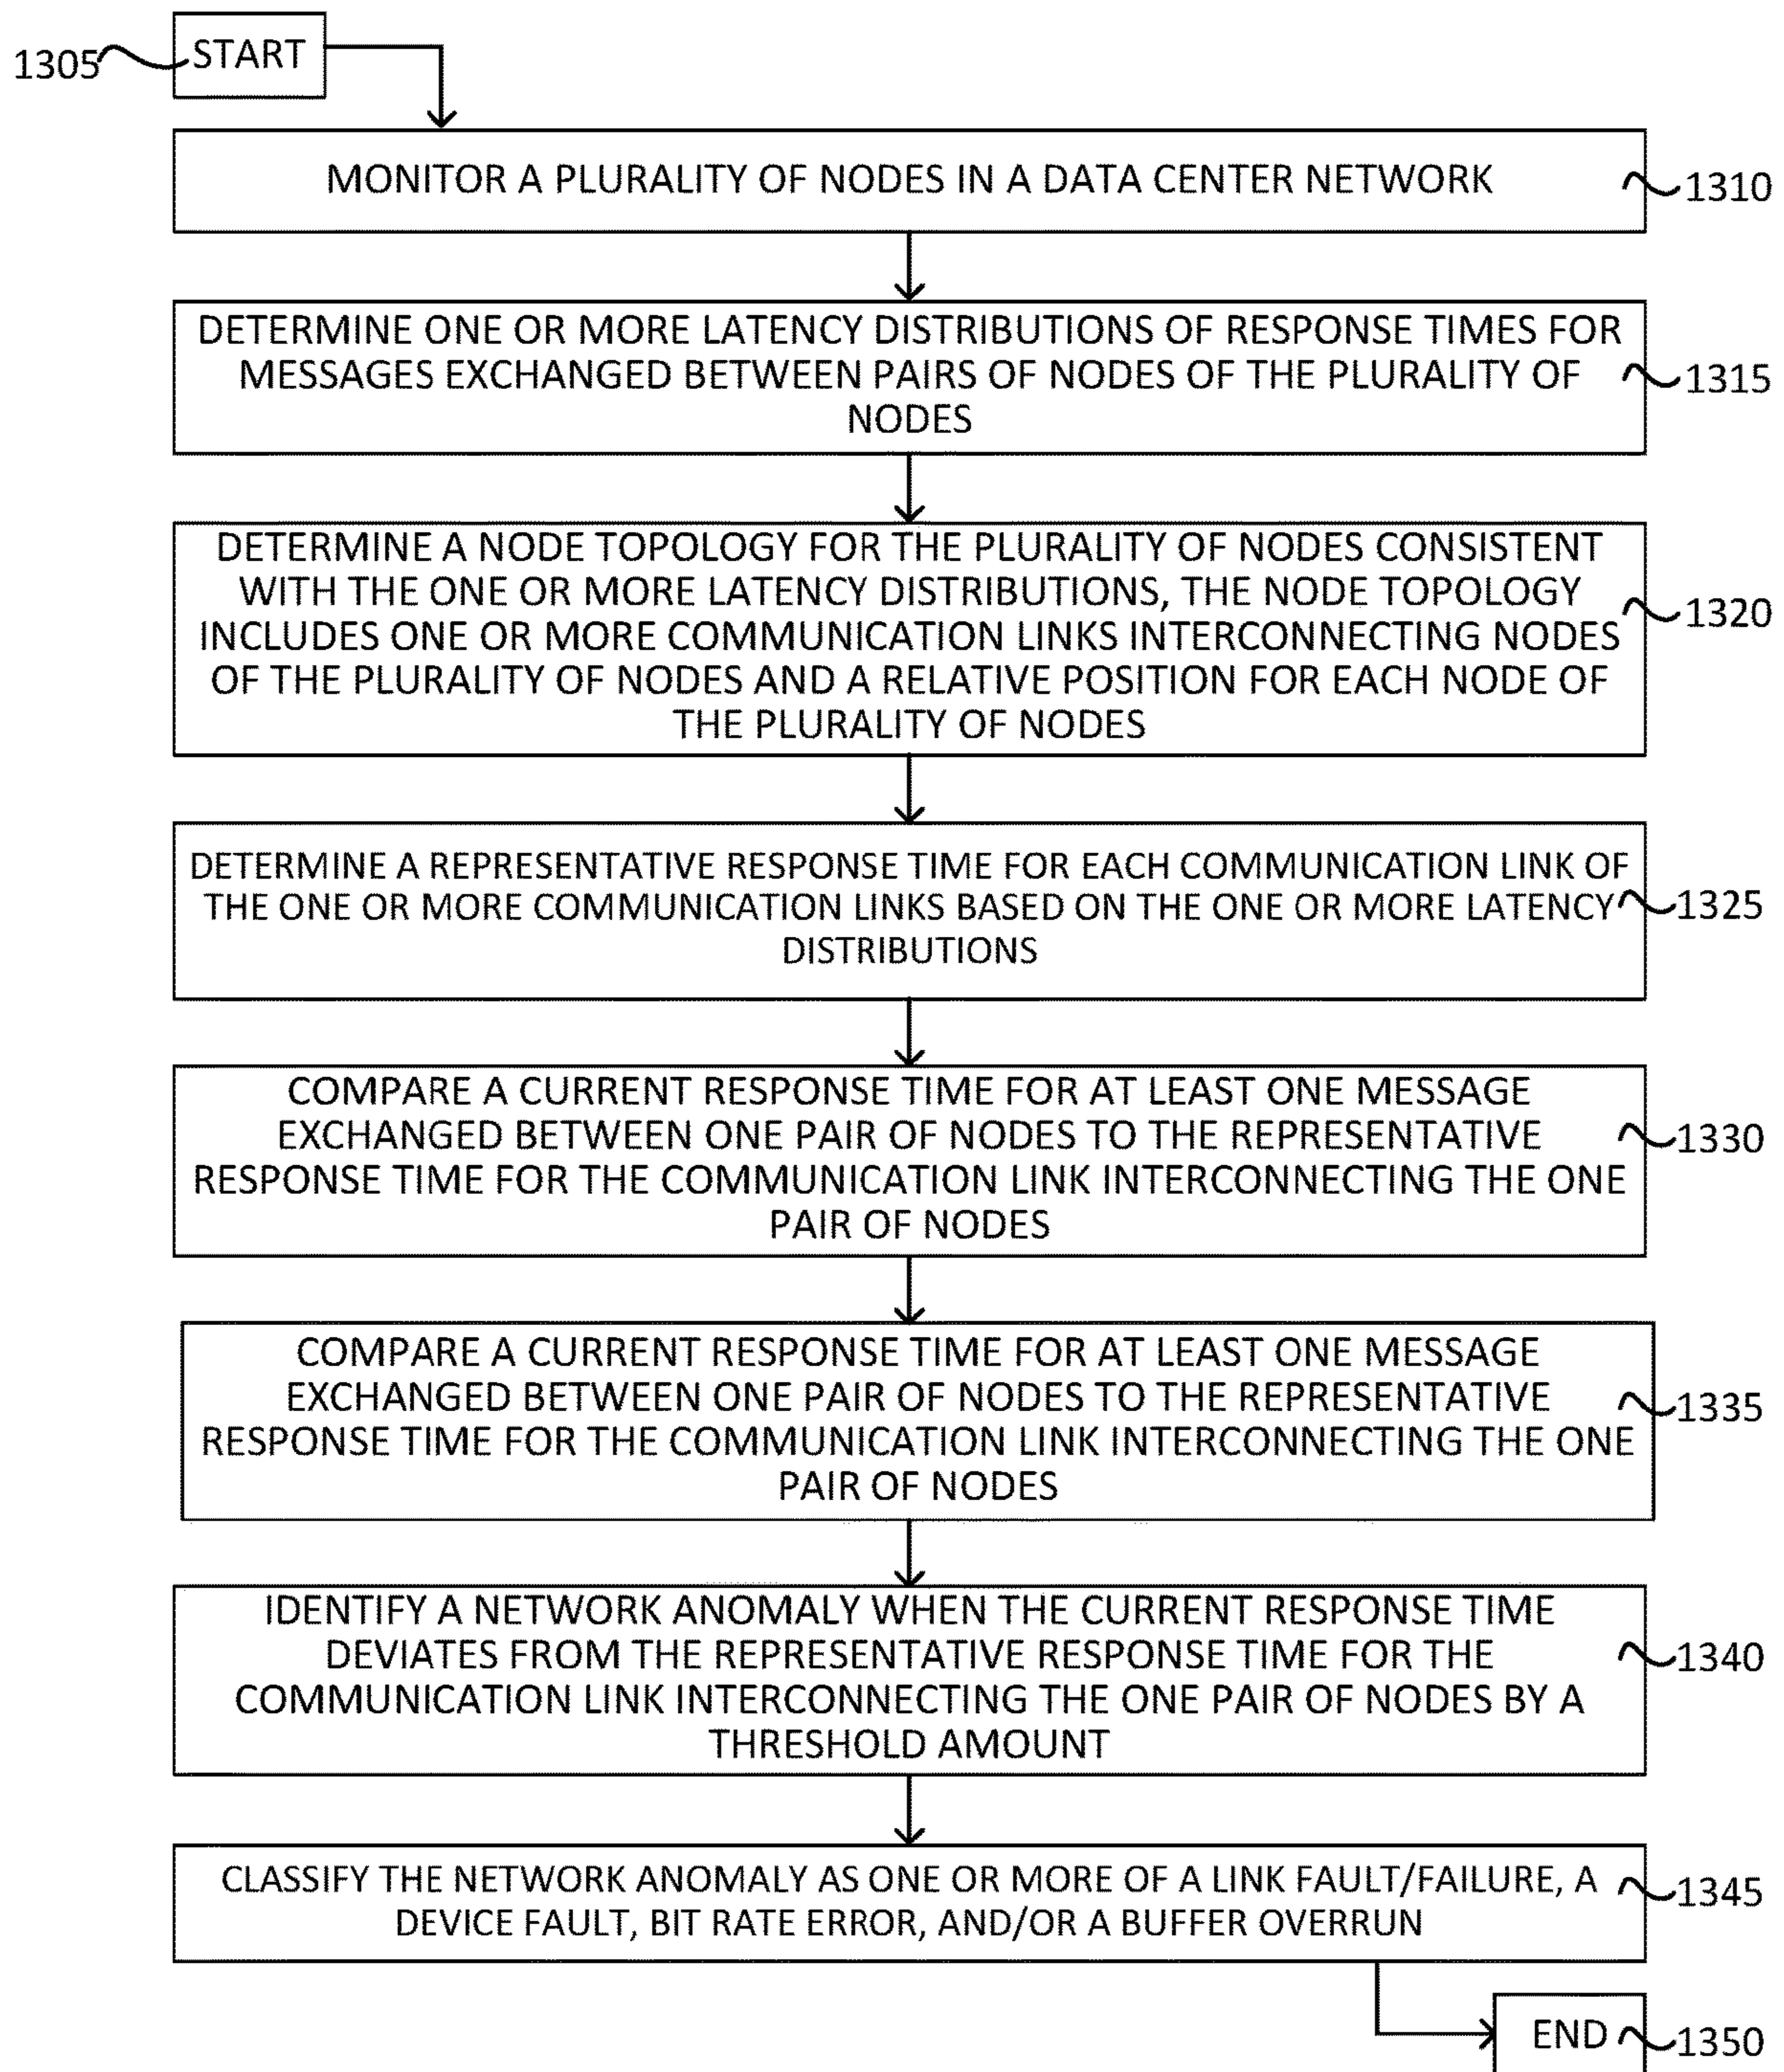 1305
START
MONITOR A PLURALITY OF NODES IN A DATA CENTER NETWORK
1310
DETERMINE ONE OR MORE LATENCY DISTRIBUTIONS OF RESPONSE TIMES FOR
MESSAGES EXCHANGED BETWEEN PAIRS OF NODES OF THE PLURALITY OF
NODES
1315
DETERMINE A NODE TOPOLOGY FOR THE PLURALITY OF NODES CONSISTENT
WITH THE ONE OR MORE LATENCY DISTRIBUTIONS, THE NODE TOPOLOGY
INCLUDES ONE OR MORE COMMUNICATION LINKS INTERCONNECTING NODES
OF THE PLURALITY OF NODES AND A RELATIVE POSITION FOR EACH NODE OF
THE PLURALITY OF NODES
1320
DETERMINE A REPRESENTATIVE RESPONSE TIME FOR EACH COMMUNICATION LINK OF
THE ONE OR MORE COMMUNICATION LINKS BASED ON THE ONE OR MORE LATENCY
DISTRIBUTIONS
1325
COMPARE A CURRENT RESPONSE TIME FOR AT LEAST ONE MESSAGE
EXCHANGED BETWEEN ONE PAIR OF NODES TO THE REPRESENTATIVE
RESPONSE TIME FOR THE COMMUNICATION LINK INTERCONNECTING THE ONE
PAIR OF NODES
1330
COMPARE A CURRENT RESPONSE TIME FOR AT LEAST ONE MESSAGE
EXCHANGED BETWEEN ONE PAIR OF NODES TO THE REPRESENTATIVE
RESPONSE TIME FOR THE COMMUNICATION LINK INTERCONNECTING THE ONE
PAIR OF NODES
1335
IDENTIFY A NETWORK ANOMALY WHEN THE CURRENT RESPONSE TIME
DEVIATES FROM THE REPRESENTATIVE RESPONSE TIME FOR THE
COMMUNICATION LINK INTERCONNECTING THE ONE PAIR OF NODES BY A
THRESHOLD AMOUNT
1340
CLASSIFY THE NETWORK ANOMALY AS ONE OR MORE OF A LINK FAULT/FAILURE, A
DEVICE FAULT, BIT RATE ERROR, AND/OR A BUFFER OVERRUN
1345
END
1350